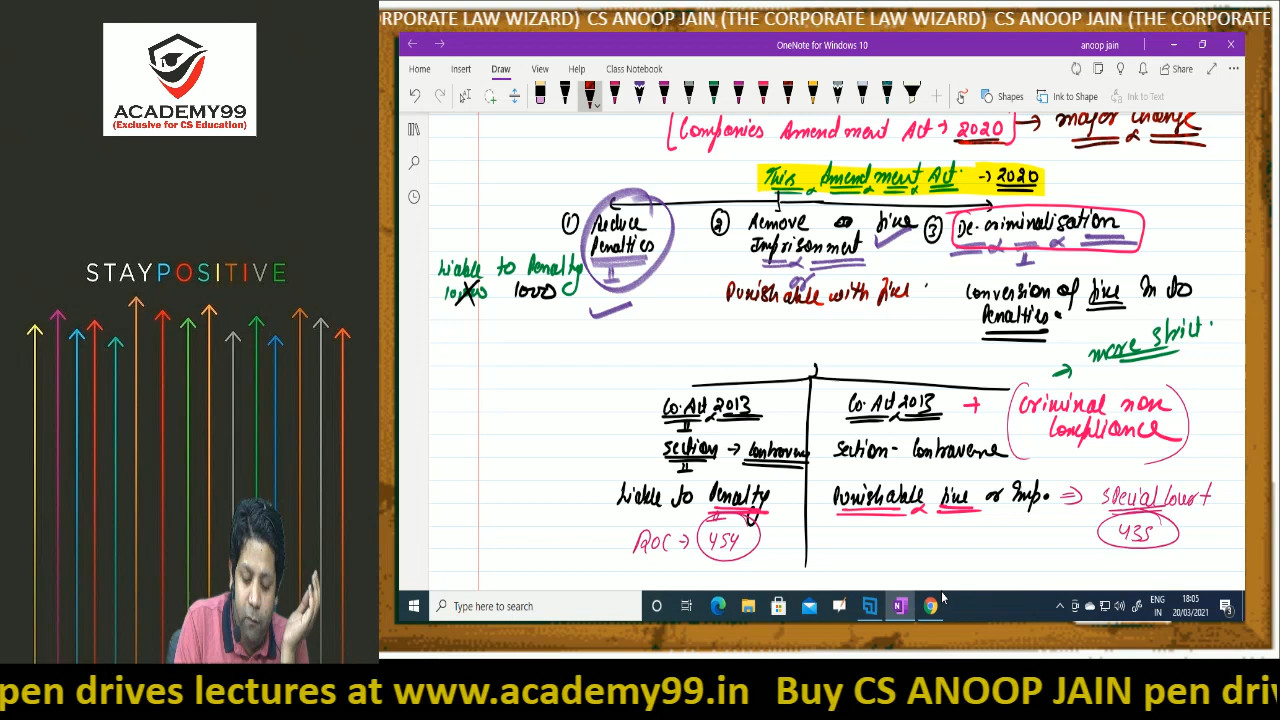 CORPORATE LAW WIZARD) CS ANOOP JAIN (THE CORPORATE LAW WIZARD) CS ANOOP JAIN (THE CORPORATE
ACADEMY99
(Exclusive for CS Education)
STAYPOSITIVE
OneNote for Windows 10
anoop jain
Home Insert Draw View Help Class Notebook
Share
Shapes Ink to Shape Ink to Text
[Companies Amendment Act → 2020] → major change
This Amendment Act → 2020
① Reduce Penalties
② Remove Imprisonment or fine
③ De-criminalisation
Liable to Penalty
1000
Punishable with fine
Conversion of fine In to Penalties.
→ more strict.
Co. Act 2013
Section → Contravene
Liable to Penalty
ROC → 454
Co. Act 2013 + (Criminal non Compliance)
Section - Contravene
Punishable fine or Imp. ⇒ Special Court
435
Type here to search
ENG
IN
18:05
20/03/2021
pen drives lectures at www.academy99.in Buy CS ANOOP JAIN pen driv